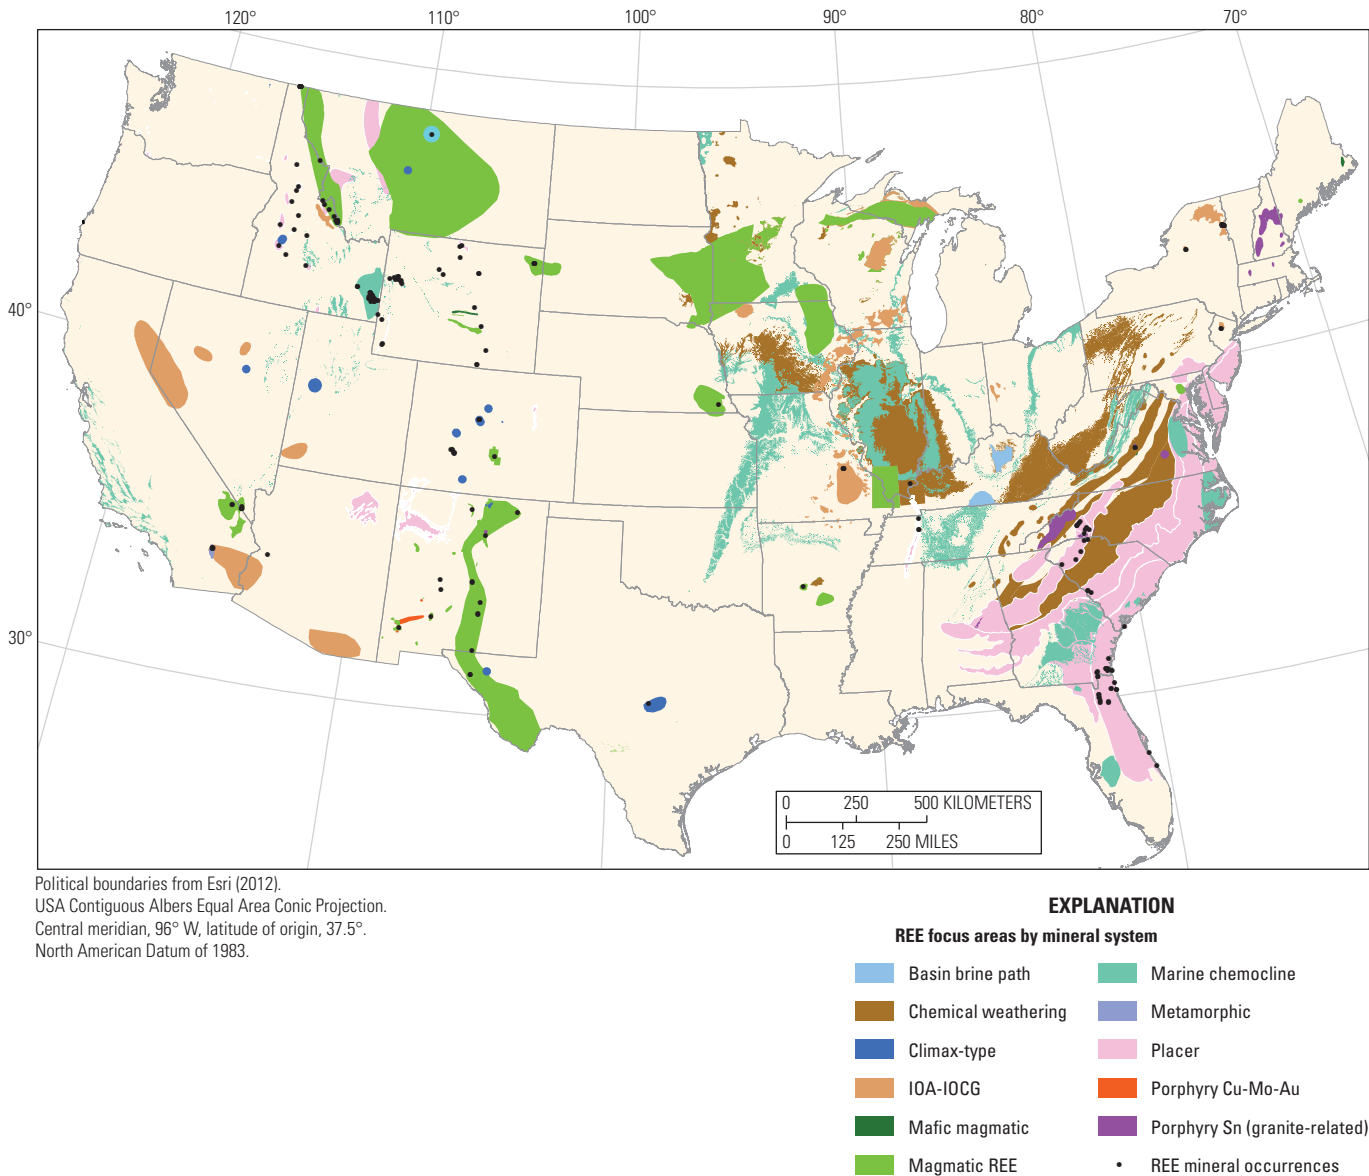 120°
110°
100°
90°
80°
70°
40°
30°
0 250 500 KILOMETERS
0 125 250 MILES
Political boundaries from Esri (2012).
USA Contiguous Albers Equal Area Conic Projection.
Central meridian, 96° W, latitude of origin, 37.5°.
North American Datum of 1983.
EXPLANATION
REE focus areas by mineral system
Basin brine path
Chemical weathering
Climax-type
IOA-IOCG
Mafic magmatic
Magmatic REE
Marine chemocline
Metamorphic
Placer
Porphyry Cu-Mo-Au
Porphyry Sn (granite-related)
REE mineral occurrences